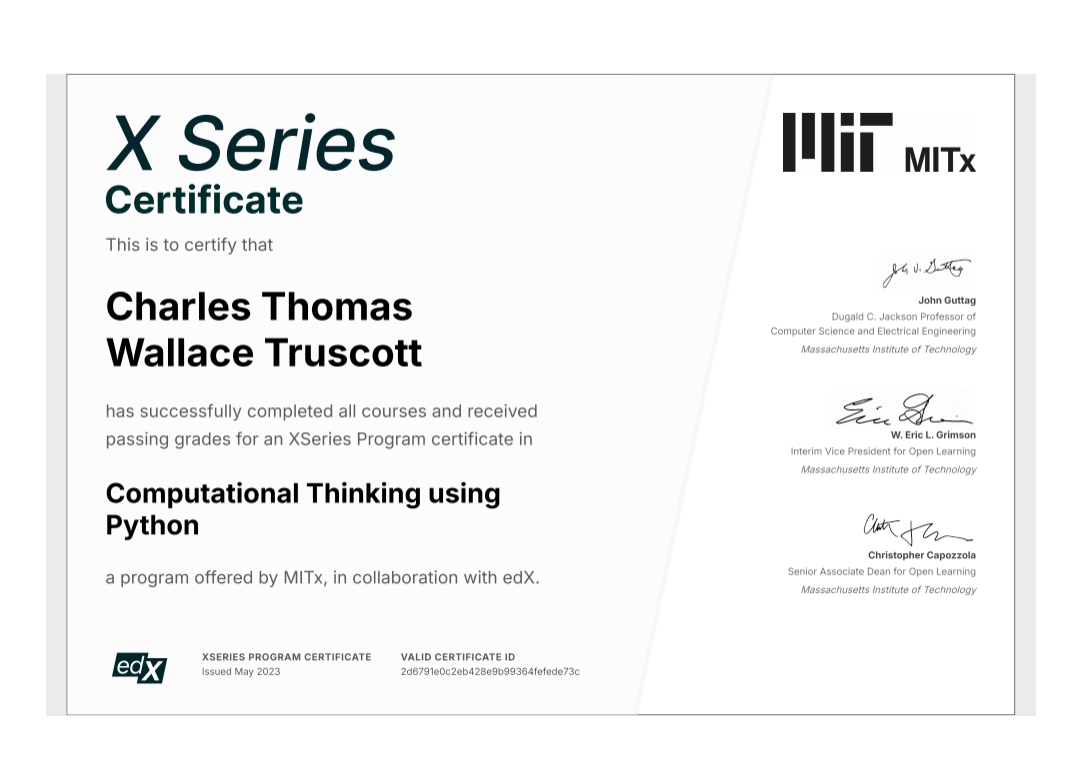 X Series
Certificate
This is to certify that
Charles Thomas
Wallace Truscott
has successfully completed all courses and received
passing grades for an XSeries Program certificate in
Computational Thinking using
Python
a program offered by MITx, in collaboration with edX.
edX
XSERIES PROGRAM CERTIFICATE
Issued May 2023
VALID CERTIFICATE ID
2d6791e0c2eb428e9b99364fefede73c
MIT MITx
John V. Guttag
John Guttag
Dugald C. Jackson Professor of
Computer Science and Electrical Engineering
Massachusetts Institute of Technology
Eric Grimson
W. Eric L. Grimson
Interim Vice President for Open Learning
Massachusetts Institute of Technology
Christopher Capozzola
Senior Associate Dean for Open Learning
Massachusetts Institute of Technology